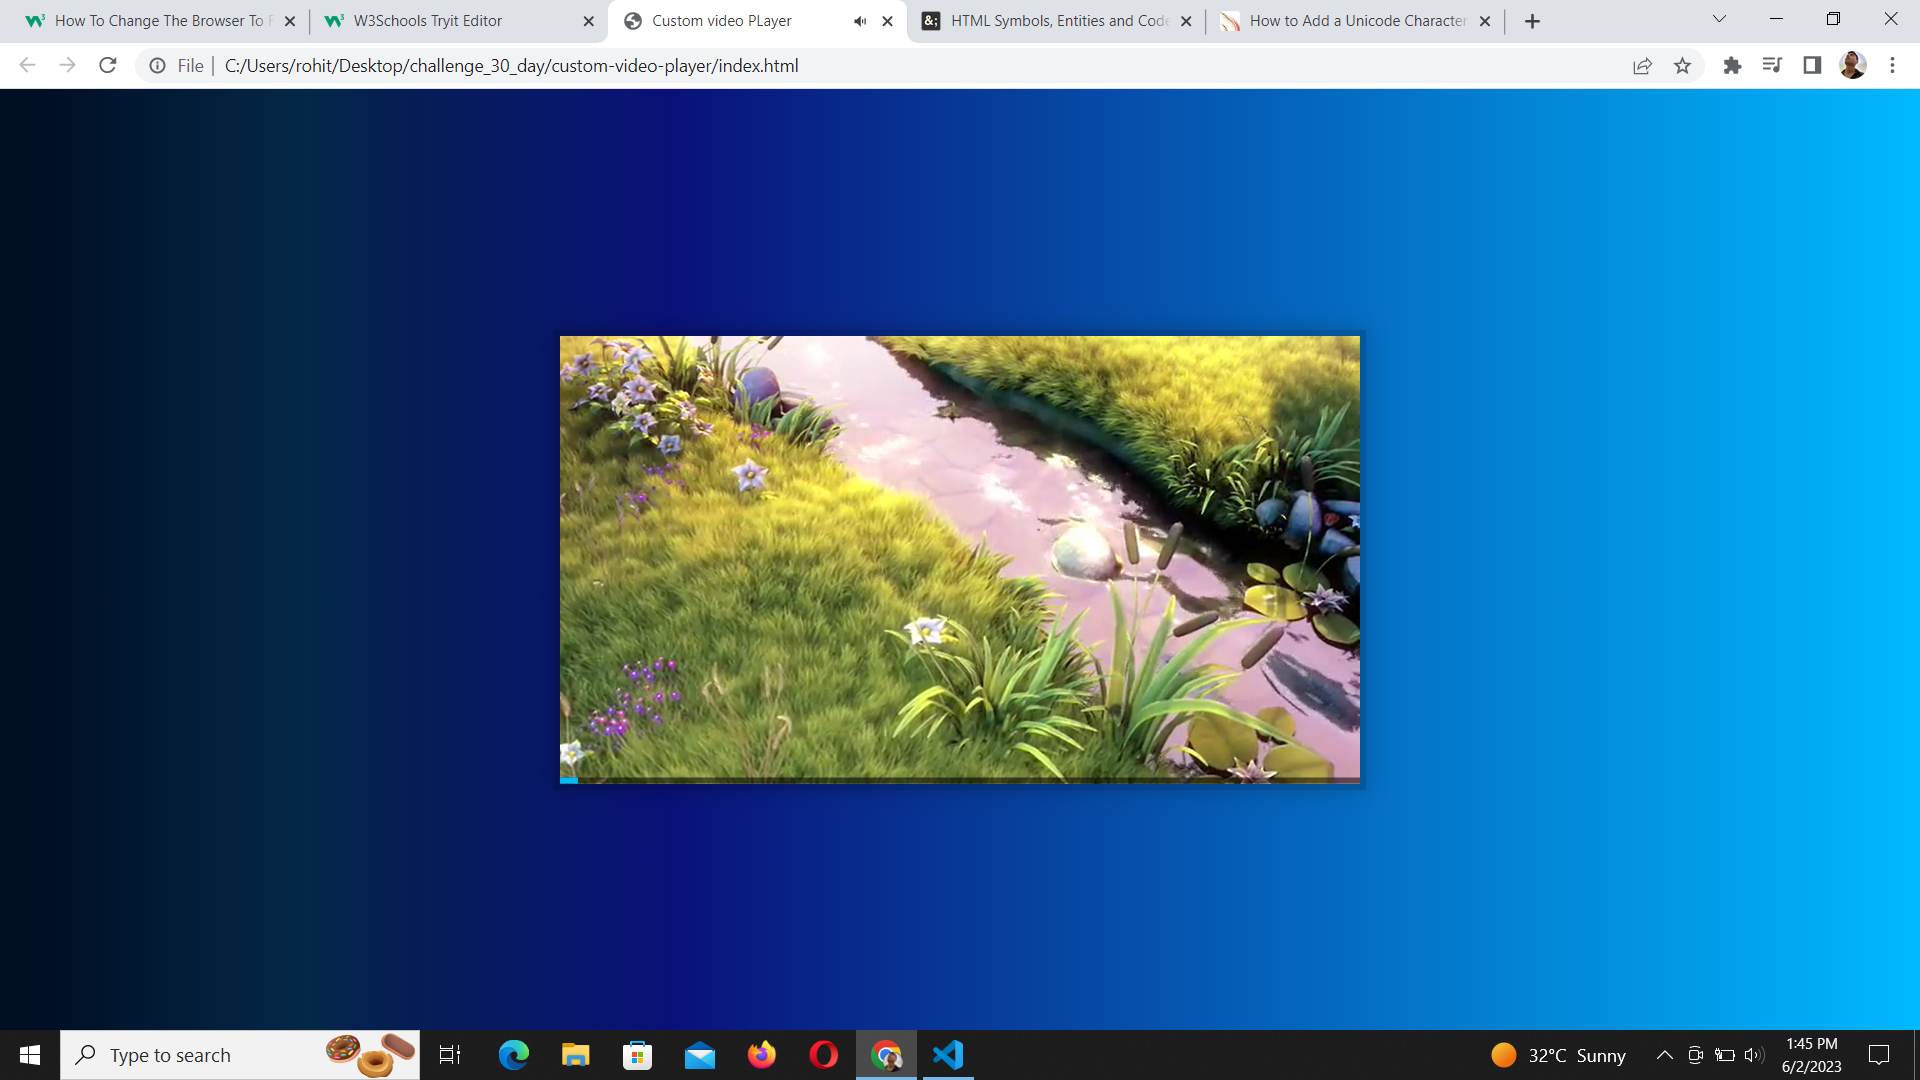 How To Change The Browser To F
W3Schools Tryit Editor
Custom video PLayer
HTML Symbols, Entities and Code
How to Add a Unicode Character
File | C:/Users/rohit/Desktop/challenge_30_day/custom-video-player/index.html
Type to search
32°C Sunny
1:45 PM
6/2/2023